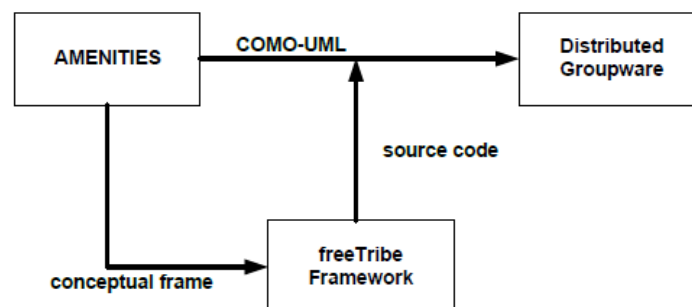 COMO-UML
AMENITIES
Distributed
Groupware
source code
freeTribe
Framework
conceptual frame